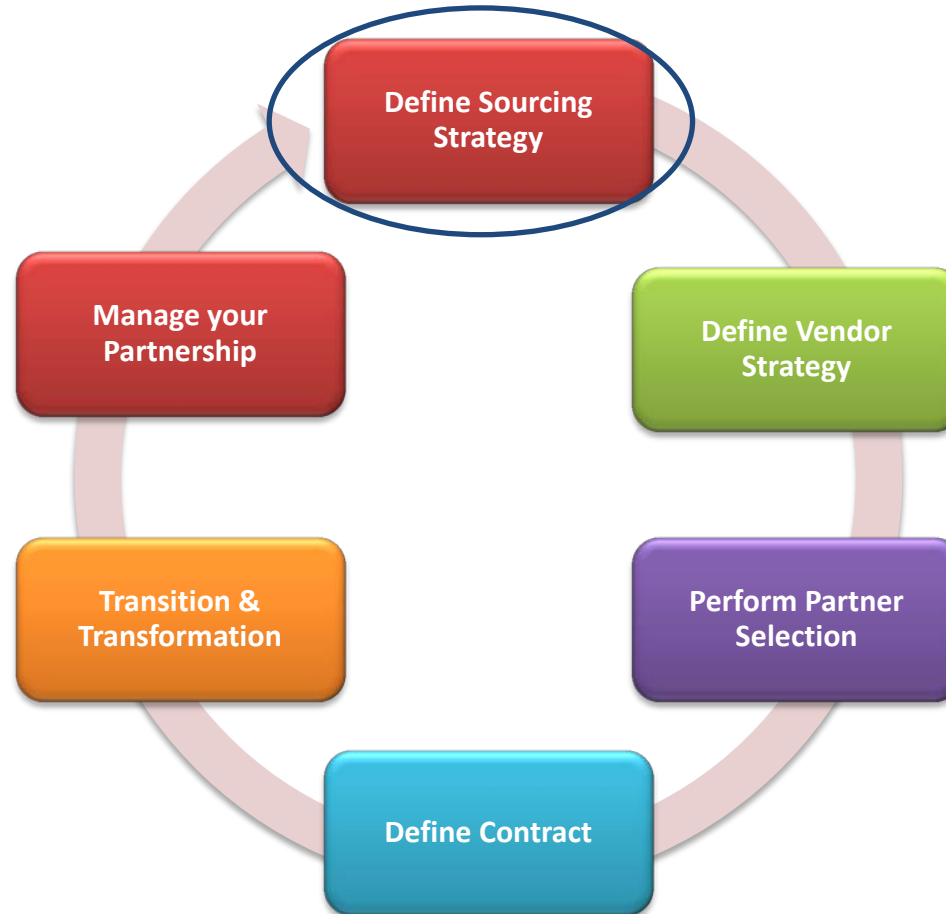 Define Sourcing
Strategy
Define Vendor
Strategy
Perform Partner
Selection
Define Contract
Transition &
Transformation
Manage your
Partnership